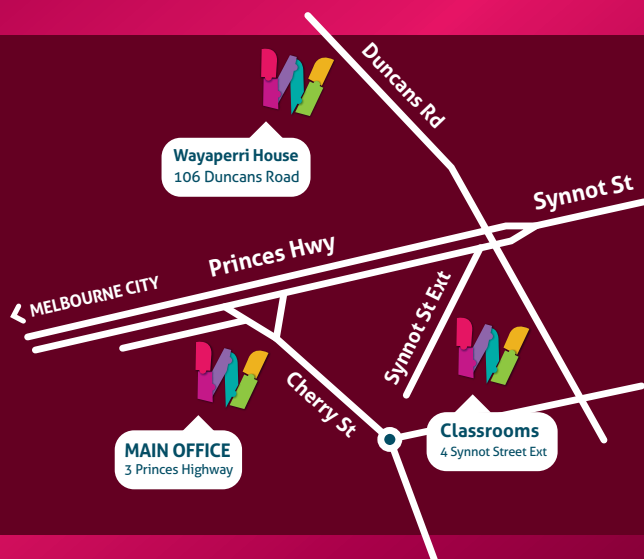 Duncans Rd
Wayaperri House
106 Duncans Road
Synnot St
Princes Hwy
MELBOURNE CITY
Synnot St Ext
Cherry St
MAIN OFFICE
3 Princes Highway
Classrooms
4 Synnot Street Ext